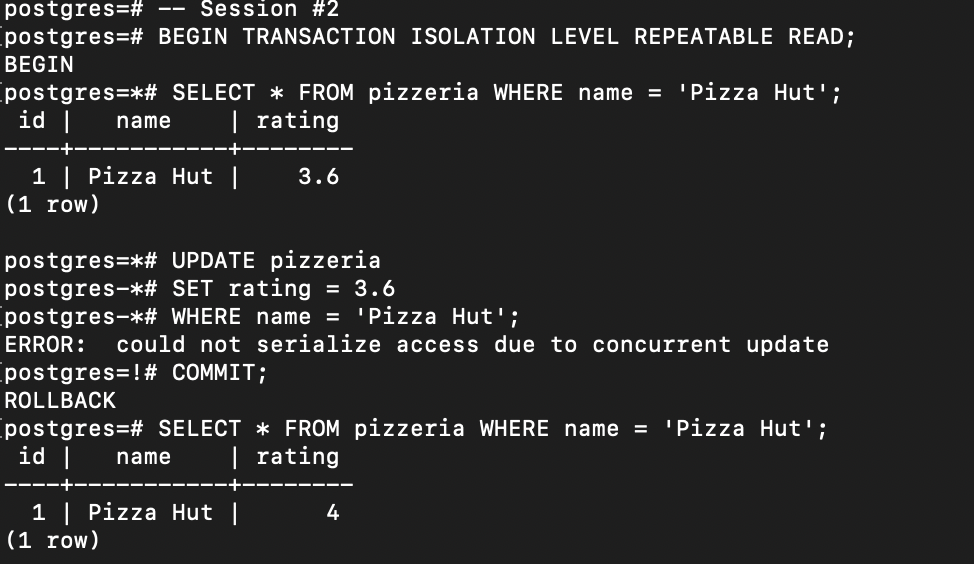 postgres=# -- Session #2
postgres=# BEGIN TRANSACTION ISOLATION LEVEL REPEATABLE READ;
BEGIN
postgres=*# SELECT * FROM pizzeria WHERE name = 'Pizza Hut';
 id |   name    | rating
----+-----------+--------
  1 | Pizza Hut |    3.6
(1 row)

postgres=*# UPDATE pizzeria
postgres-*# SET rating = 3.6
postgres-*# WHERE name = 'Pizza Hut';
ERROR:  could not serialize access due to concurrent update
postgres=!# COMMIT;
ROLLBACK
postgres=# SELECT * FROM pizzeria WHERE name = 'Pizza Hut';
 id |   name    | rating
----+-----------+--------
  1 | Pizza Hut |      4
(1 row)